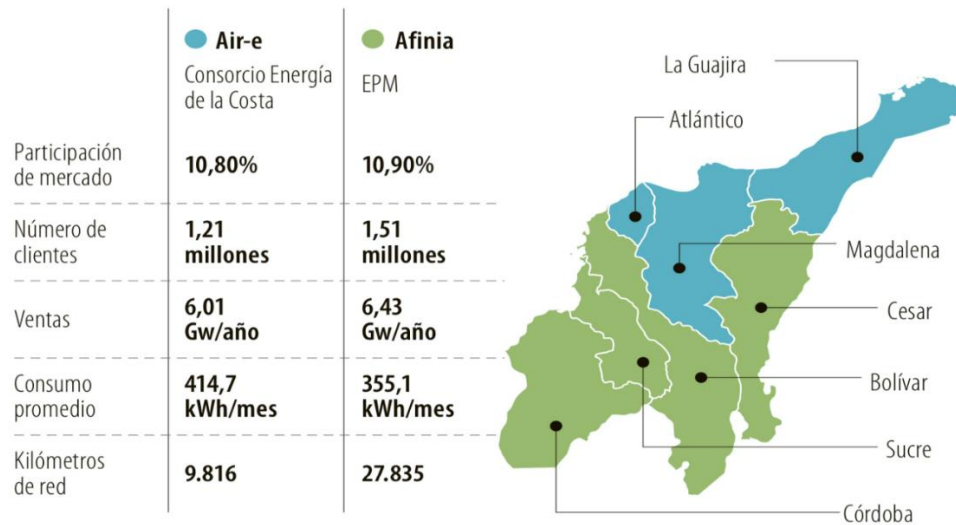 Air-e
Consorcio Energía
de la Costa
Afinia
EPM
Participación
de mercado
10,80%
10,90%
Número de
clientes
1,21
millones
1,51
millones
Ventas
6,01
Gw/año
6,43
Gw/año
Consumo
promedio
414,7
kWh/mes
355,1
kWh/mes
Kilómetros
de red
9.816
27.835
La Guajira
Atlántico
Magdalena
Cesar
Bolívar
Sucre
Córdoba